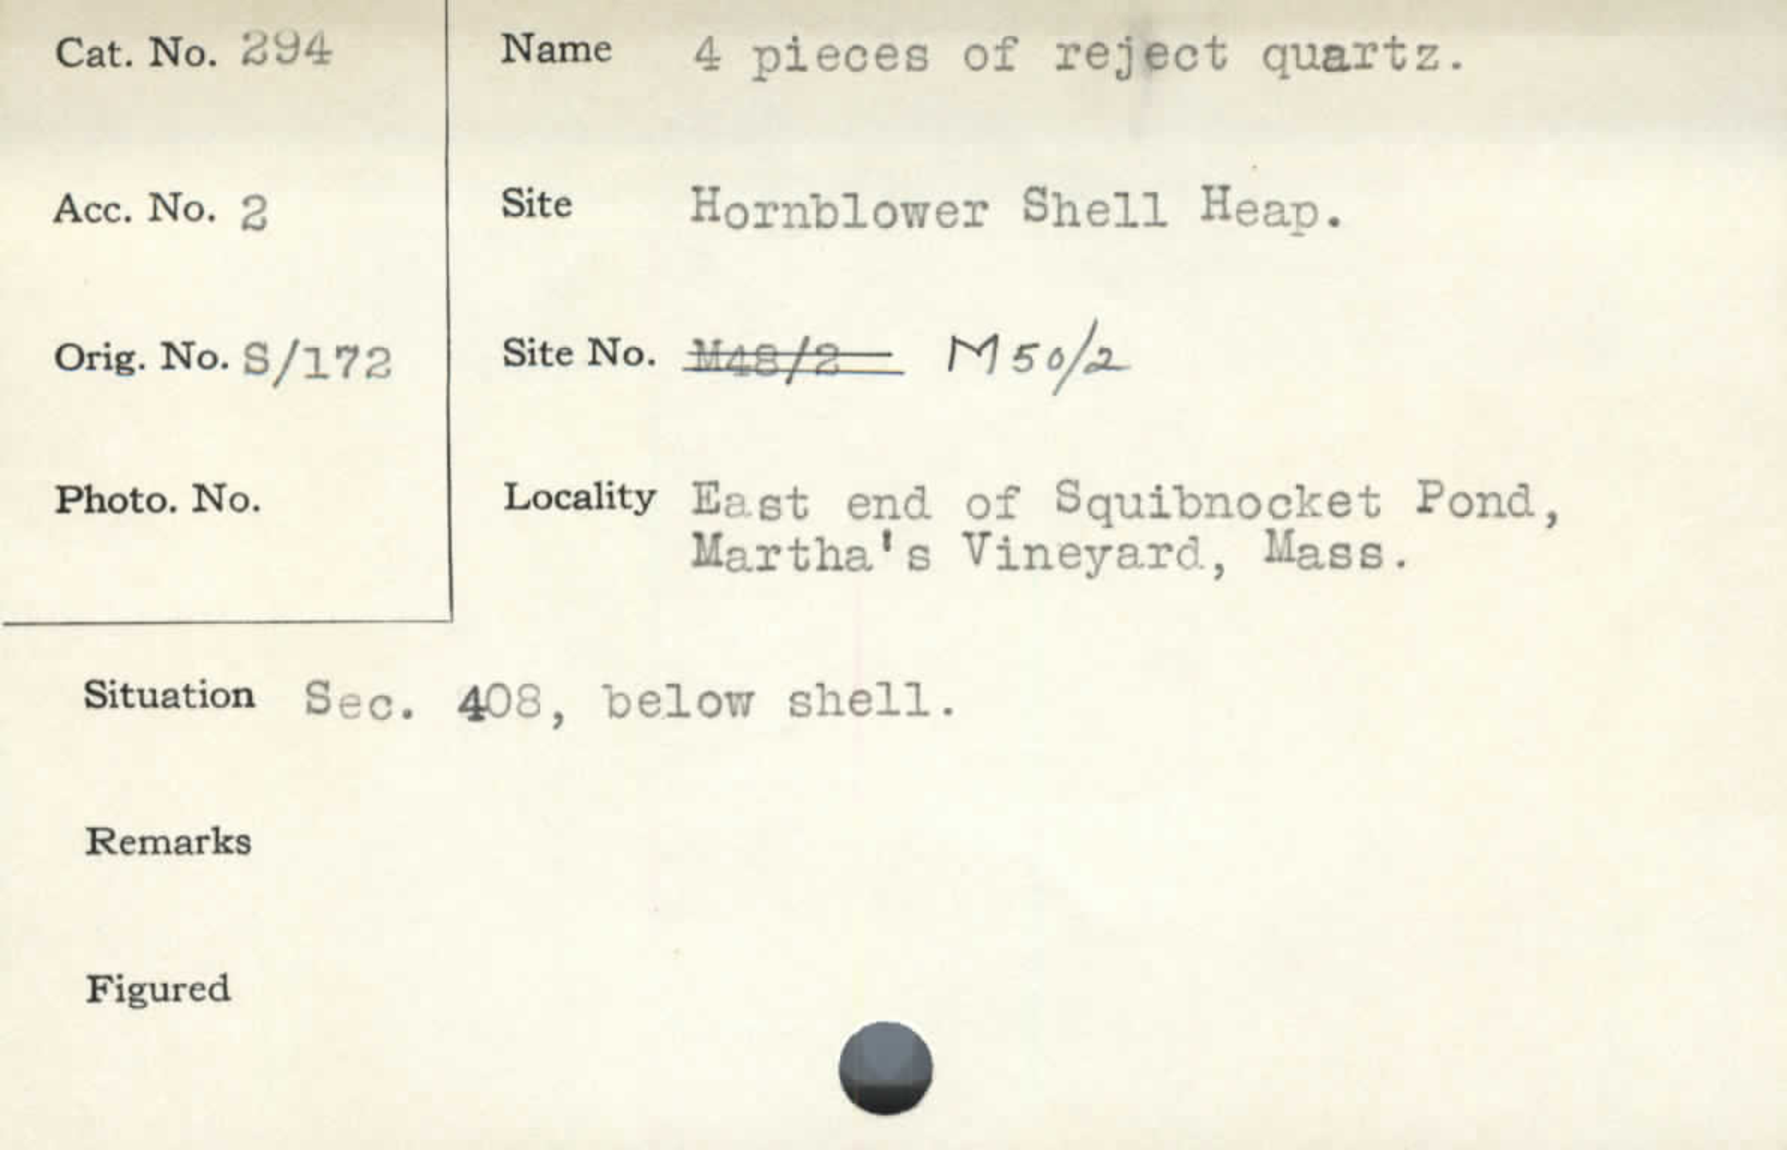 Cat. No. 294
Name 4 pieces of reject quartz.
Acc. No. 2
Site Hornblower Shell Heap.
Orig. No. S/172
Site No. M48/2 M50/2
Photo. No.
Locality East end of Squibnocket Pond,
Martha's Vineyard, Mass.
Situation Sec. 408, below shell.
Remarks
Figured